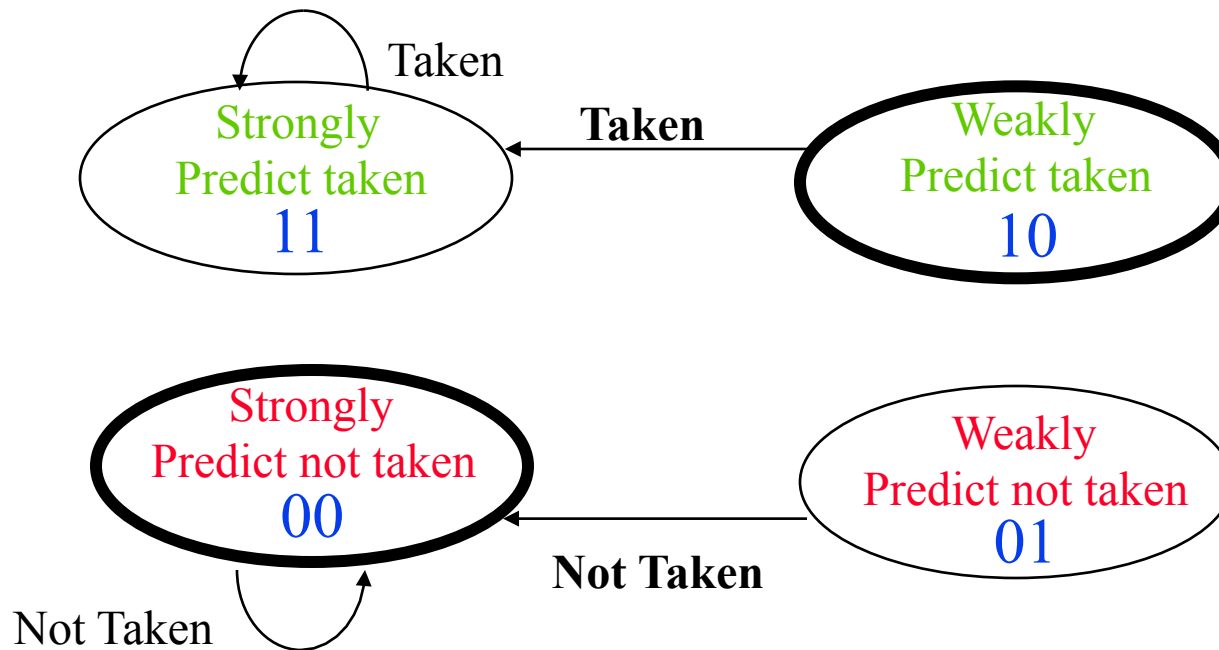 Taken
Strongly
Predict taken
11
Taken
Weakly
Predict taken
10
Strongly
Predict not taken
00
Not Taken
Weakly
Predict not taken
01
Not Taken